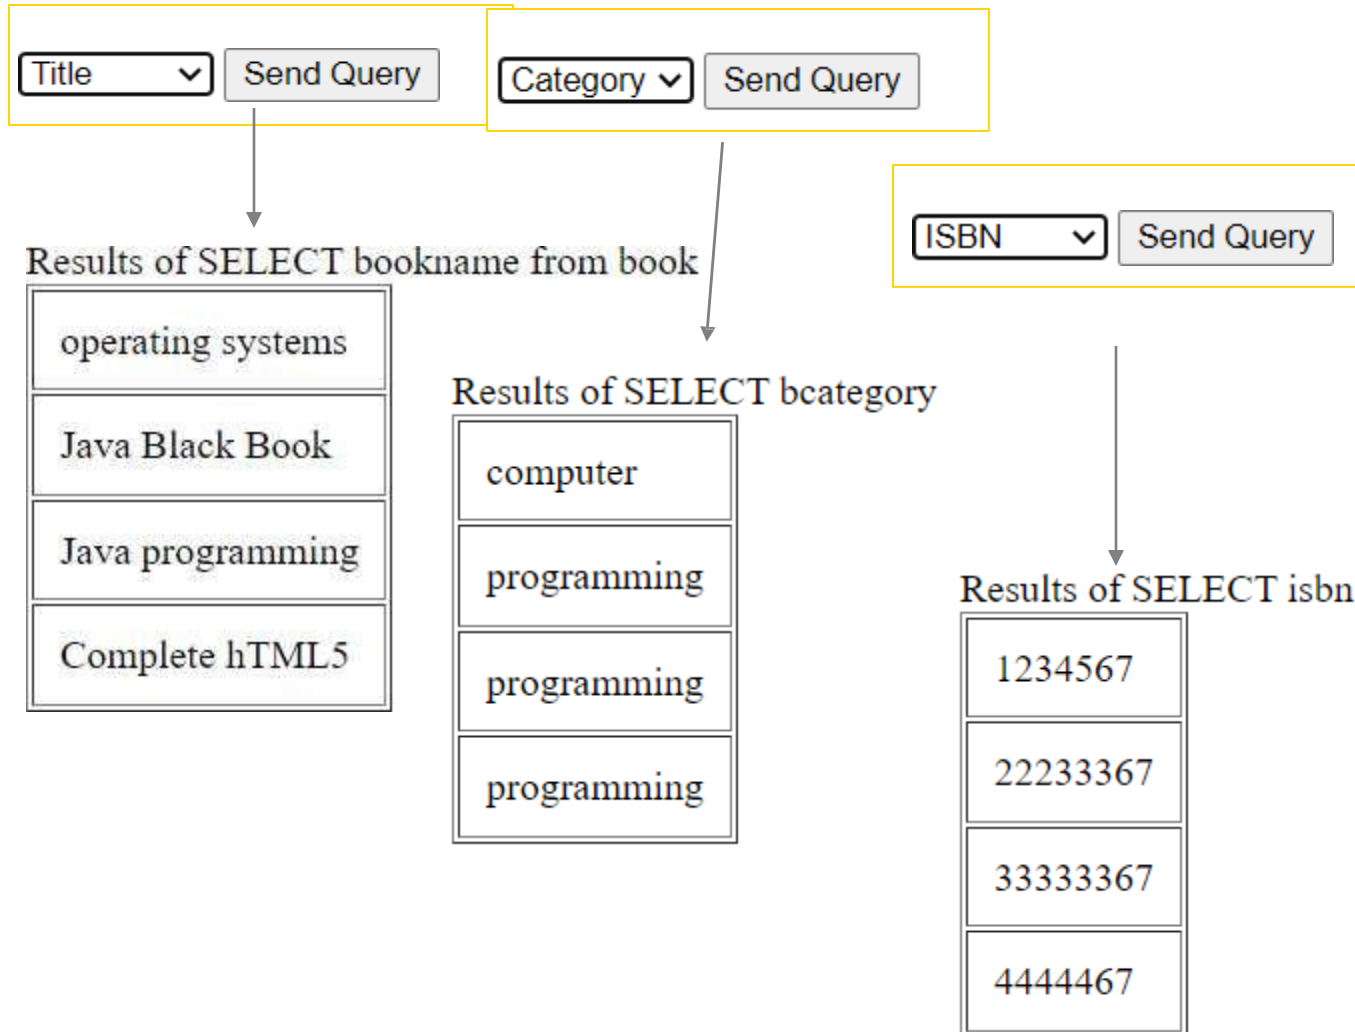 Title
Send Query
Category
Send Query
ISBN
Send Query
Results of SELECT bookname from book
operating systems
Java Black Book
Java programming
Complete hTML5
Results of SELECT bcategory
computer
programming
programming
programming
Results of SELECT isbn
1234567
22233367
33333367
4444467